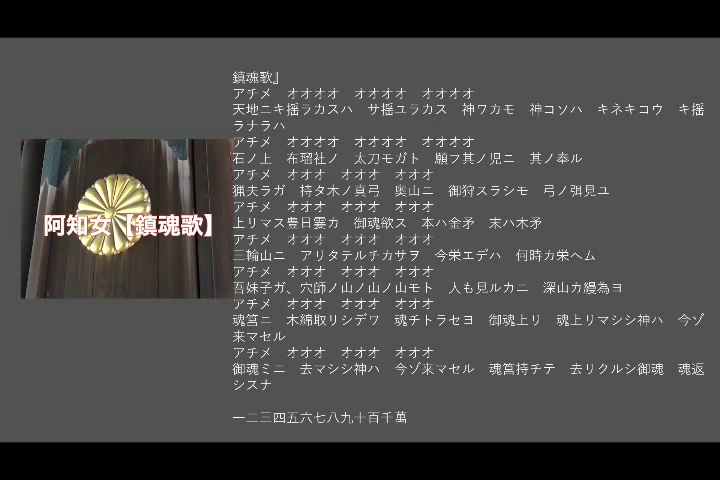 鎮魂歌』
アチメ　オオオオ　オオオオ　オオオオ
天地ニキ揺ラカスハ　サ揺ユラカス　神ワカモ　神コソハ　キネキコウ　キ揺
ラナラハ
アチメ　オオオオ　オオオオ　オオオオ
石ノ上　布瑠社ノ　太刀モガト　願フ其ノ児ニ　其ノ奉ル
アチメ　オオオ　オオオ　オオオ
猟夫ラガ　持タ木ノ真弓　奥山ニ　御狩スラシモ　弓ノ弭見ユ
アチメ　オオオ　オオオ　オオオ
上リマス豊日霎カ　御魂欲ス　本ハ金矛　末ハ木矛
アチメ　オオオ　オオオ　オオオ
三輪山ニ　アリタテルチカサヲ　今栄エデハ　何時カ栄ヘム
アチメ　オオオ　オオオ　オオオ
吾妹子ガ、穴師ノ山ノ山ノ山モト　人も見ルカニ　深山カ縵為ヨ
アチメ　オオオ　オオオ　オオオ
魂筥ニ　木綿取リシデワ　魂チトラセヨ　御魂上リ　魂上リマシシ神ハ　今ゾ
来マセル
アチメ　オオオ　オオオ　オオオ
御魂ミニ　去マシシ神ハ　今ゾ来マセル　魂筥持チテ　去リクルシ御魂　魂返
シスナ
一二三四五六七八九十百千萬
阿知女【鎮魂歌】